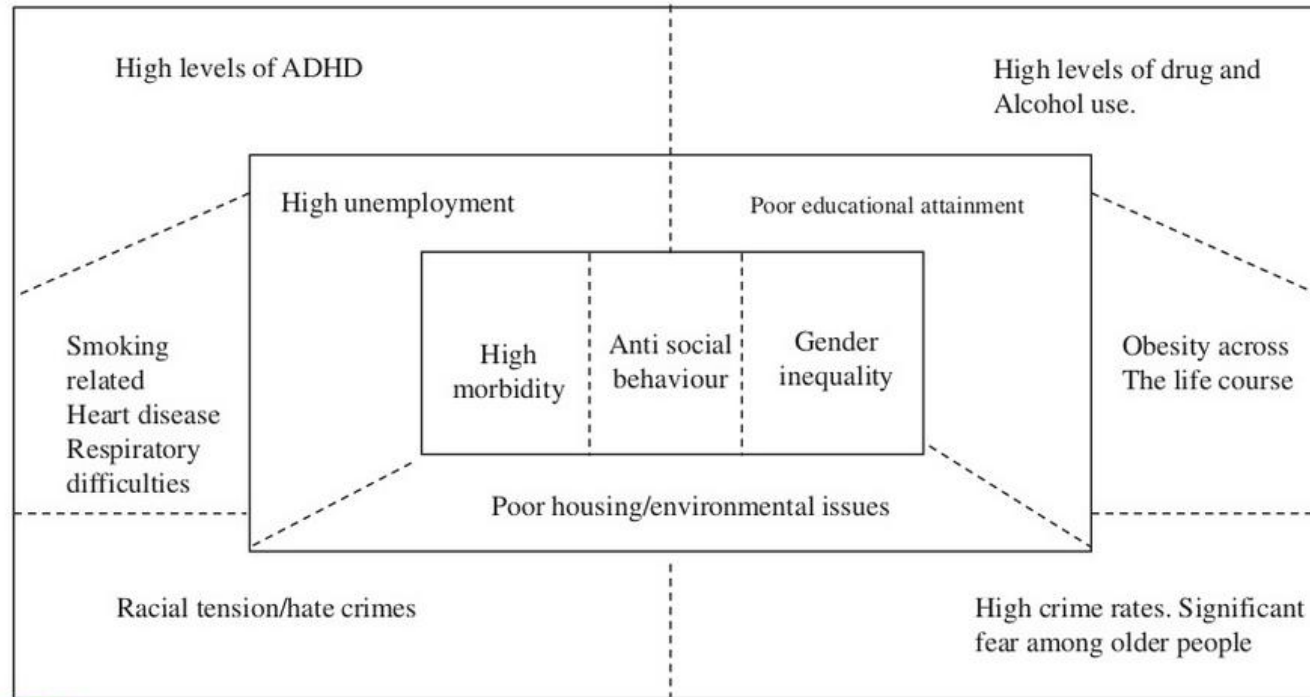 High levels of ADHD
High levels of drug and
Alcohol use.
High unemployment
Poor educational attainment
Smoking
related
Heart disease
Respiratory
difficulties
High
morbidity
Anti social
behaviour
Gender
inequality
Obesity across
The life course
Poor housing/environmental issues
Racial tension/hate crimes
High crime rates. Significant
fear among older people